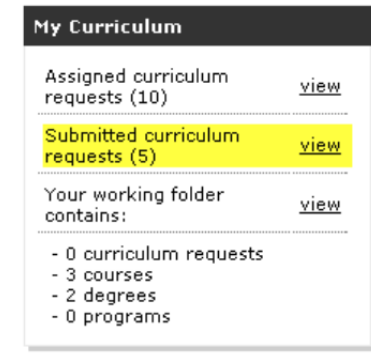 My Curriculum
Assigned curriculum
requests (10) view
Submitted curriculum
requests (5) view
Your working folder
contains: view
- 0 curriculum requests
- 3 courses
- 2 degrees
- 0 programs